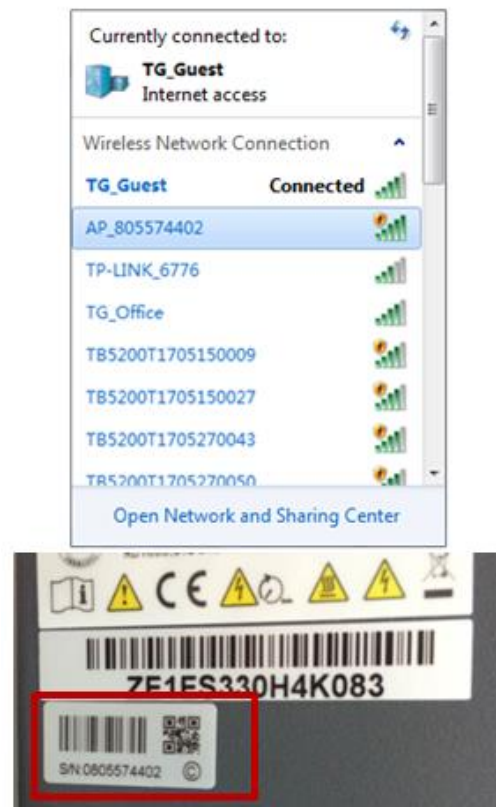 Currently connected to:
TG_Guest
Internet access
Wireless Network Connection
TG_Guest Connected
AP_805574402
TP-LINK_6776
TG_Office
TB5200T1705150009
TB5200T1705150027
TB5200T1705270043
TB5200T1705270050
Open Network and Sharing Center
CE
ZE1ES330H4K083
S/N:0805574402 ©